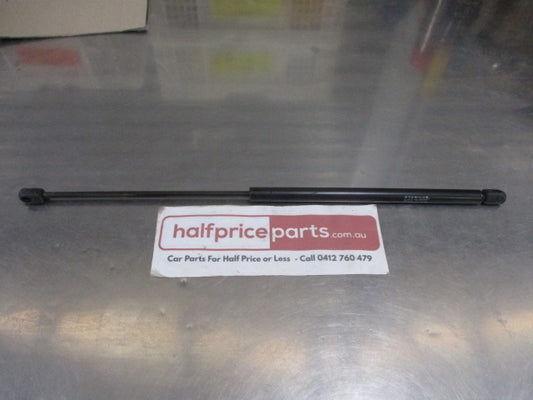 halfpriceparts.com.au
Car Parts For Half Price or Less - Call 0412 760 479